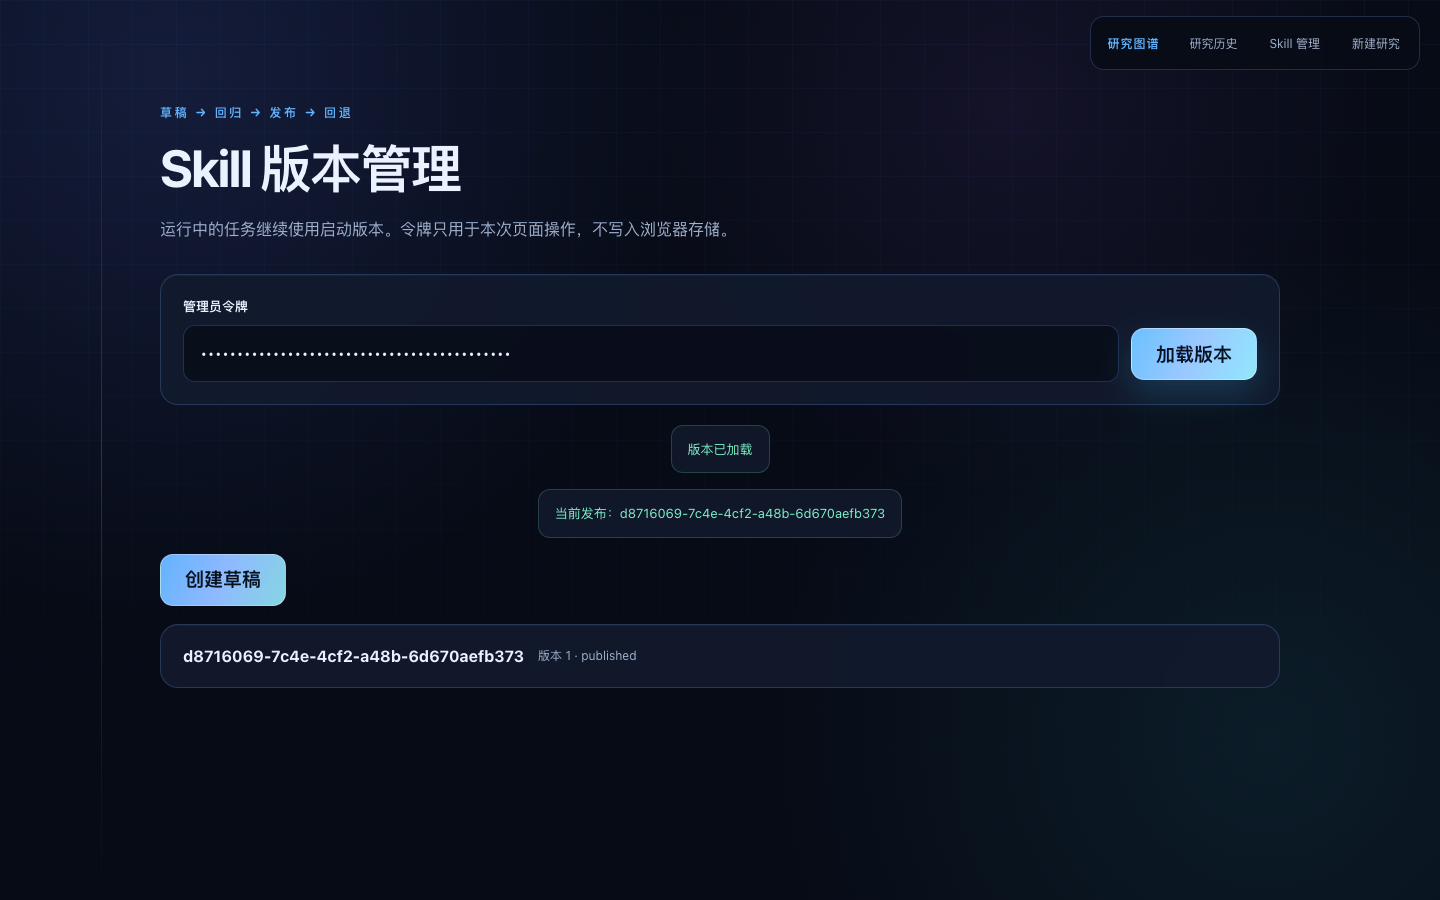 研究图谱 研究历史 Skill 管理 新建研究
草稿 → 回归 → 发布 → 回退
Skill 版本管理
运行中的任务继续使用启动版本。令牌只用于本次页面操作，不写入浏览器存储。
管理员令牌
加载版本
版本已加载
当前发布：d8716069-7c4e-4cf2-a48b-6d670aefb373
创建草稿
d8716069-7c4e-4cf2-a48b-6d670aefb373 版本 1 · published